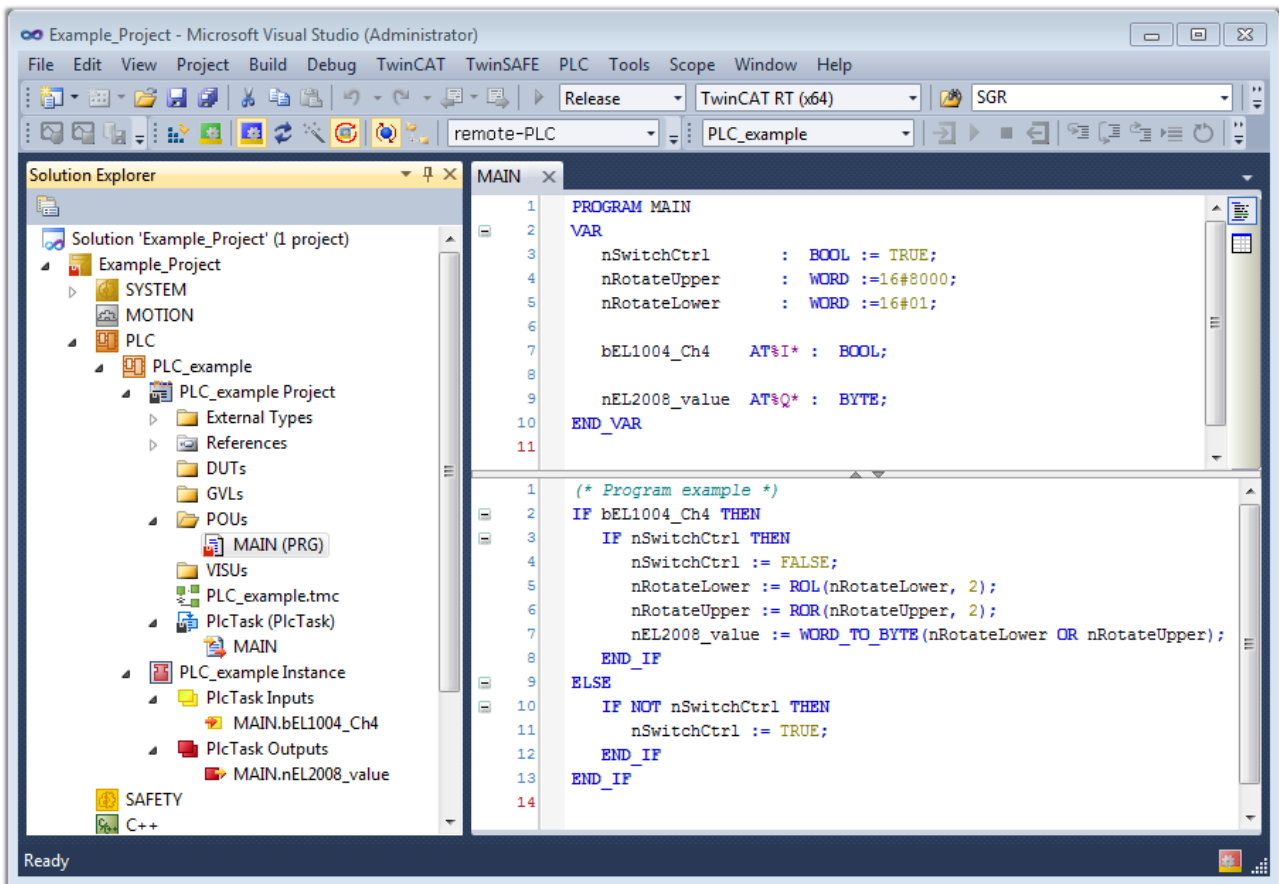 Example_Project - Microsoft Visual Studio (Administrator)
File Edit View Project Build Debug TwinCAT TwinSAFE PLC Tools Scope Window Help
Release TwinCAT RT (x64) SGR
remote-PLC PLC_example
Solution Explorer
Solution 'Example_Project' (1 project)
Example_Project
SYSTEM
MOTION
PLC
PLC_example
PLC_example Project
External Types
References
DUTs
GVLs
POUs
MAIN (PRG)
VISUs
PLC_example.tmc
PlcTask (PlcTask)
MAIN
PLC_example Instance
PlcTask Inputs
MAIN.bEL1004_Ch4
PlcTask Outputs
MAIN.nEL2008_value
SAFETY
C++
MAIN
1 PROGRAM MAIN
2 VAR
3 nSwitchCtrl : BOOL := TRUE;
4 nRotateUpper : WORD :=16#8000;
5 nRotateLower : WORD :=16#01;
6
7 bEL1004_Ch4 AT%I* : BOOL;
8
9 nEL2008_value AT%Q* : BYTE;
10 END_VAR
11
1 (* Program example *)
2 IF bEL1004_Ch4 THEN
3 IF nSwitchCtrl THEN
4 nSwitchCtrl := FALSE;
5 nRotateLower := ROL(nRotateLower, 2);
6 nRotateUpper := ROR(nRotateUpper, 2);
7 nEL2008_value := WORD_TO_BYTE(nRotateLower OR nRotateUpper);
8 END_IF
9 ELSE
10 IF NOT nSwitchCtrl THEN
11 nSwitchCtrl := TRUE;
12 END_IF
13 END_IF
14
Ready